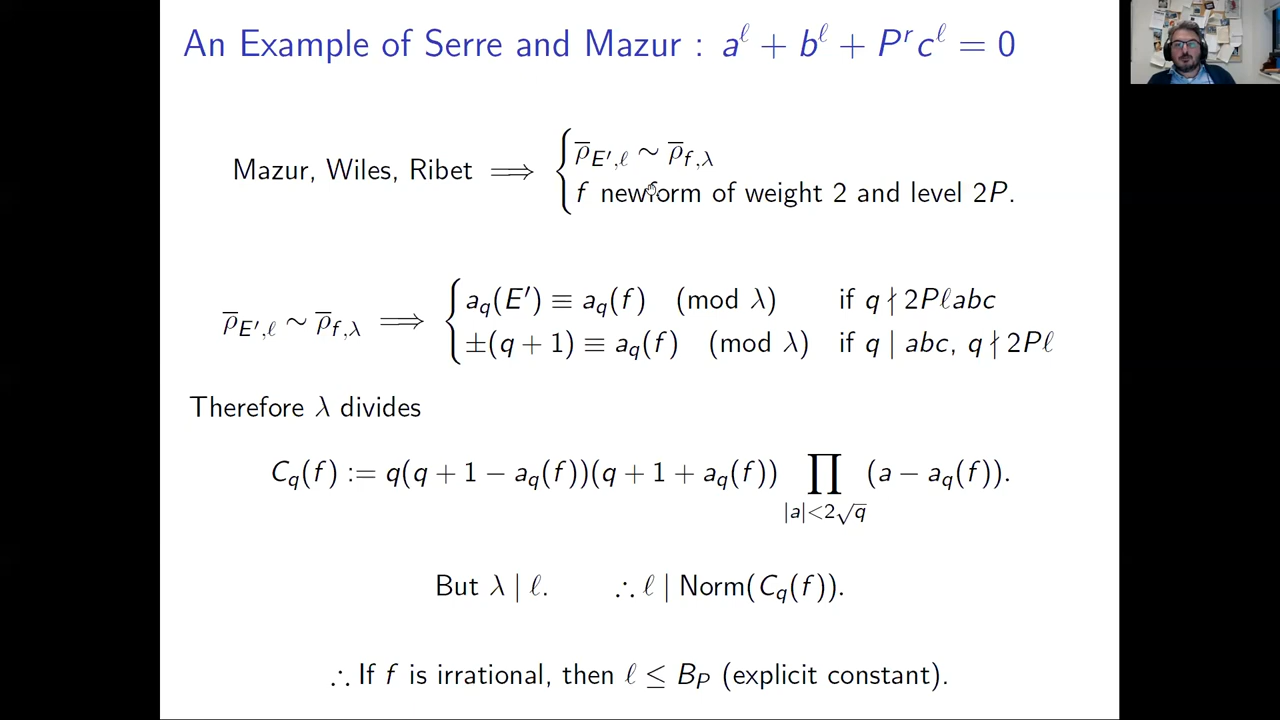 An Example of Serre and Mazur : a^ℓ + b^ℓ + P^r c^ℓ = 0
Mazur, Wiles, Ribet ⟹ { ρ̅_{E′,ℓ} ∼ ρ̅_{f,λ}
f newform of weight 2 and level 2P.
ρ̅_{E′,ℓ} ∼ ρ̅_{f,λ} ⟹ { a_q(E′) ≡ a_q(f) (mod λ) if q ∤ 2Pℓabc
±(q + 1) ≡ a_q(f) (mod λ) if q | abc, q ∤ 2Pℓ
Therefore λ divides
C_q(f) := q(q + 1 − a_q(f))(q + 1 + a_q(f)) ∏_{|a|<2√q} (a − a_q(f)).
But λ | ℓ. ∴ ℓ | Norm(C_q(f)).
∴ If f is irrational, then ℓ ≤ B_P (explicit constant).